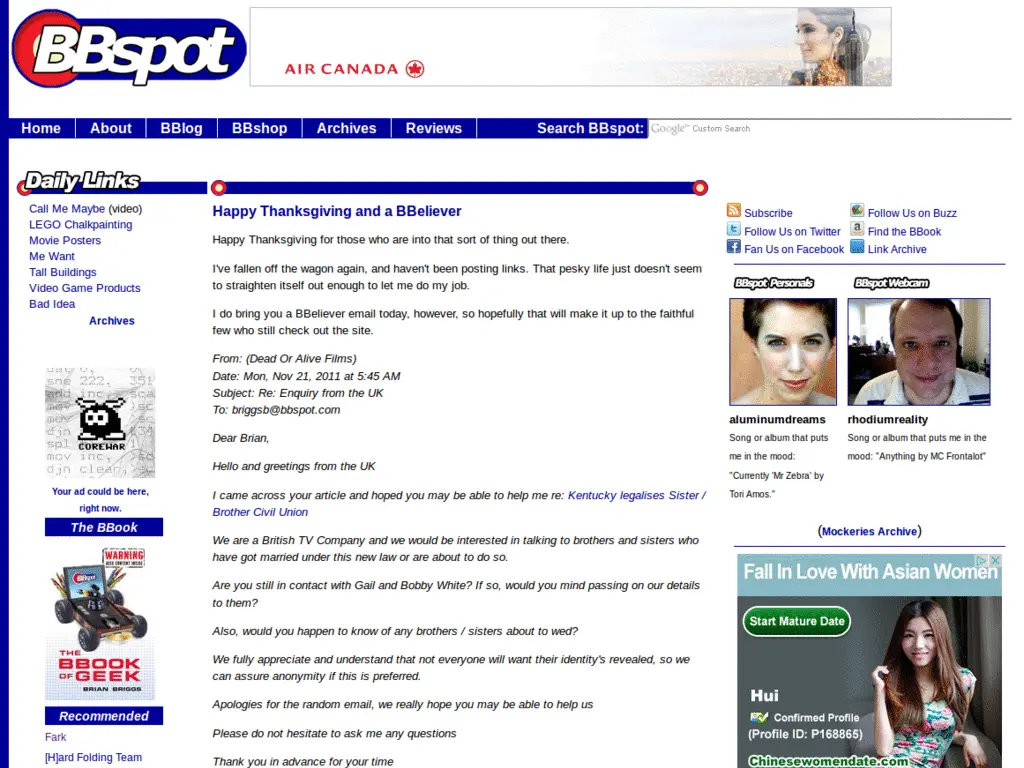 BBspot
AIR CANADA
Home
About
BBlog
BBshop
Archives
Reviews
Search BBspot:
Google™ Custom Search
Daily Links
Call Me Maybe (video)
LEGO Chalkpainting
Movie Posters
Me Want
Tall Buildings
Video Game Products
Bad Idea
Archives
COREWAR
Your ad could be here,
right now.
The BBook
WARNING
BBspot
THE
BBOOK
OF GEEK
BRIAN BRIGGS
Recommended
Fark
[H]ard Folding Team
Happy Thanksgiving and a BBeliever
Happy Thanksgiving for those who are into that sort of thing out there.
I've fallen off the wagon again, and haven't been posting links. That pesky life just doesn't seem
to straighten itself out enough to let me do my job.
I do bring you a BBeliever email today, however, so hopefully that will make it up to the faithful
few who still check out the site.
From: (Dead Or Alive Films)
Date: Mon, Nov 21, 2011 at 5:45 AM
Subject: Re: Enquiry from the UK
To: briggsb@bbspot.com
Dear Brian,
Hello and greetings from the UK
I came across your article and hoped you may be able to help me re: Kentucky legalises Sister /
Brother Civil Union
We are a British TV Company and we would be interested in talking to brothers and sisters who
have got married under this new law or are about to do so.
Are you still in contact with Gail and Bobby White? If so, would you mind passing on our details
to them?
Also, would you happen to know of any brothers / sisters about to wed?
We fully appreciate and understand that not everyone will want their identity's revealed, so we
can assure anonymity if this is preferred.
Apologies for the random email, we really hope you may be able to help us
Please do not hesitate to ask me any questions
Thank you in advance for your time
Subscribe
Follow Us on Buzz
Follow Us on Twitter
Find the BBook
Fan Us on Facebook
Link Archive
BBspot Personals
BBspot Webcam
aluminumdreams
Song or album that puts
me in the mood:
"Currently 'Mr Zebra' by
Tori Amos."
rhodiumreality
Song or album that puts me in the
mood: "Anything by MC Frontalot"
(Mockeries Archive)
Fall In Love With Asian Women
Start Mature Date
Hui
Confirmed Profile
(Profile ID: P168865)
Chinesewomendate.com